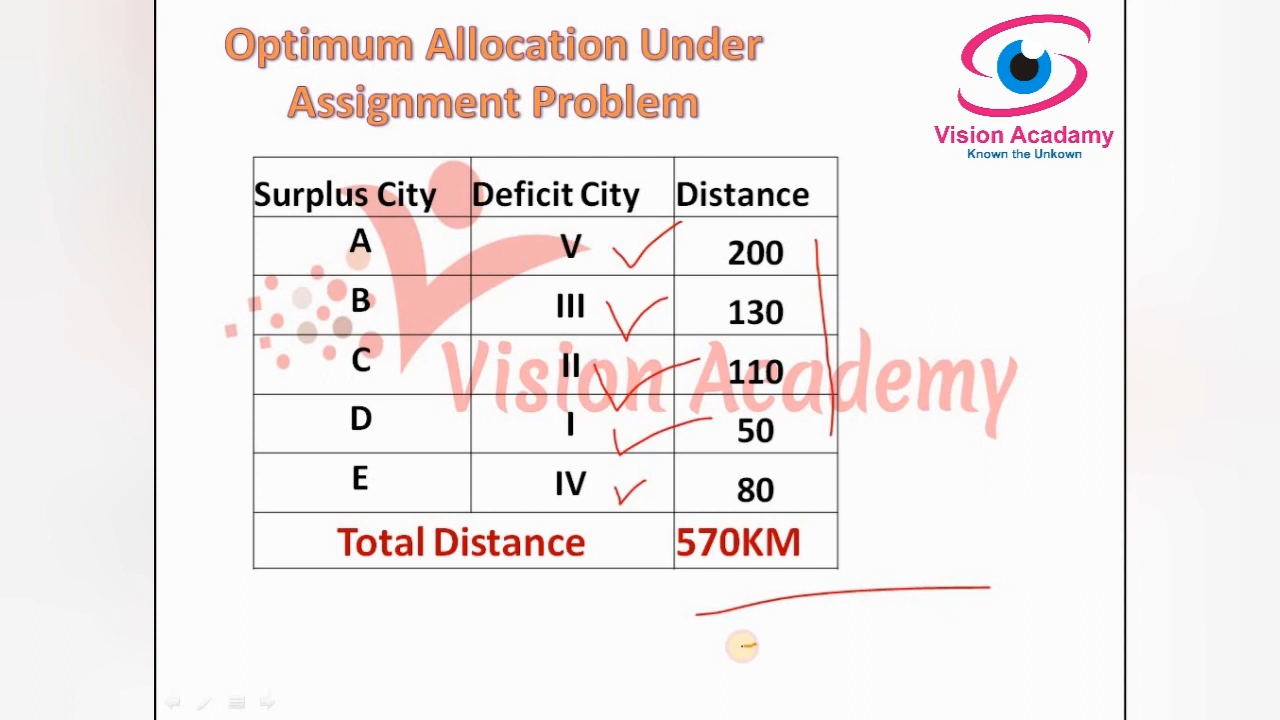 Optimum Allocation Under
Assignment Problem
Vision Acadamy
Known the Unkown
Surplus City Deficit City Distance
A V 200
B III 130
C II 110
D I 50
E IV 80
Total Distance 570KM
Vision Academy